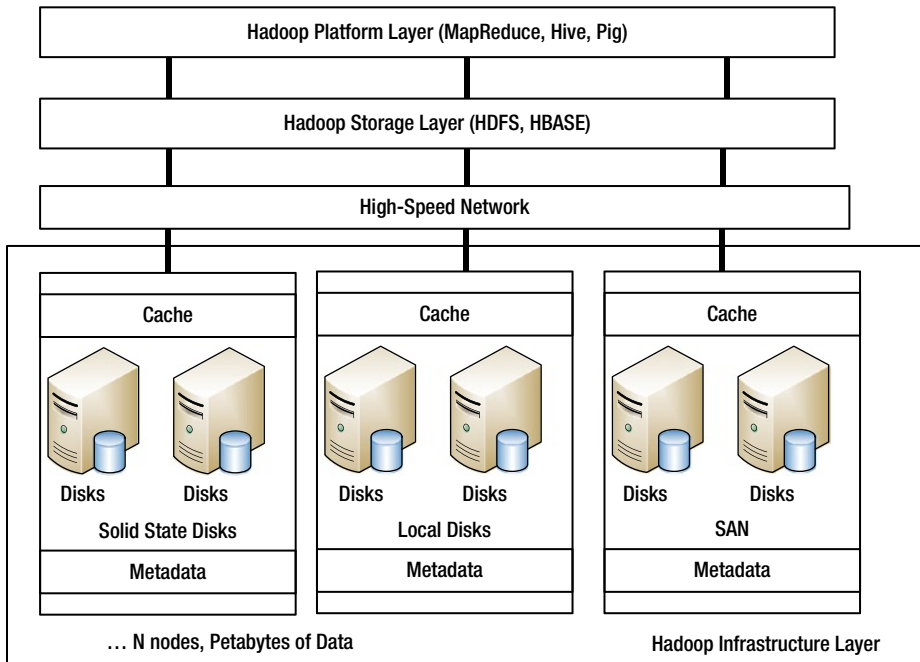 Hadoop Platform Layer (MapReduce, Hive, Pig)
Hadoop Storage Layer (HDFS, HBASE)
High-Speed Network
Cache
Cache
Cache
Disks
Disks
Disks
Disks
Disks
Disks
Solid State Disks
Local Disks
SAN
Metadata
Metadata
Metadata
... N nodes, Petabytes of Data
Hadoop Infrastructure Layer